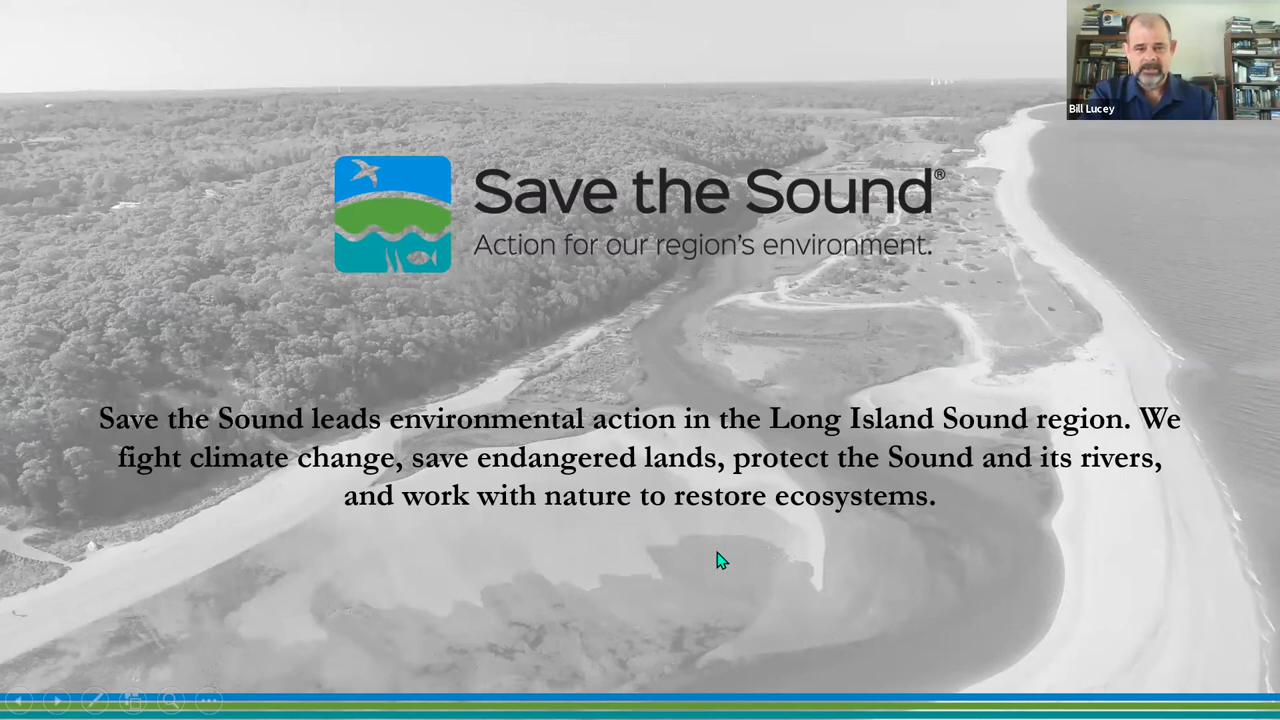 Bill Lucey
Save the Sound®
Action for our region's environment.
Save the Sound leads environmental action in the Long Island Sound region. We
fight climate change, save endangered lands, protect the Sound and its rivers,
and work with nature to restore ecosystems.